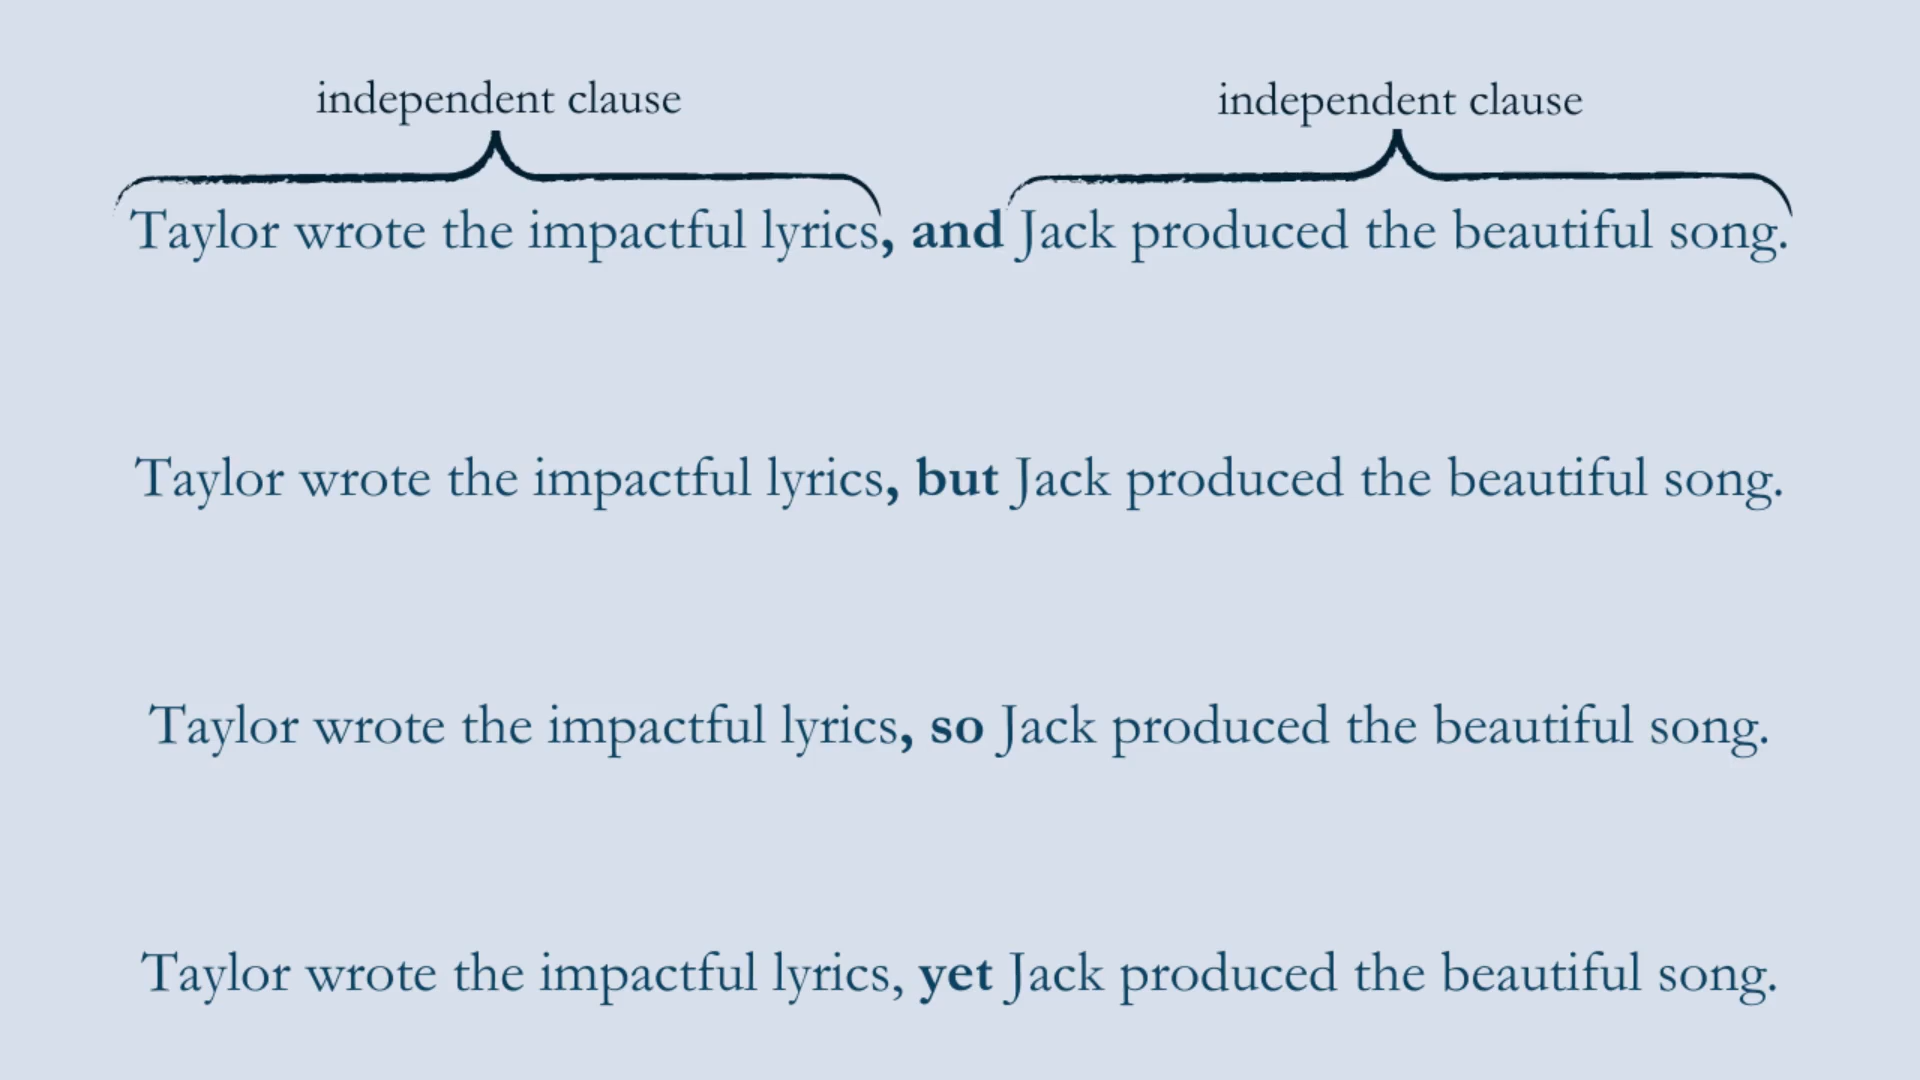 independent clause independent clause
Taylor wrote the impactful lyrics, and Jack produced the beautiful song.
Taylor wrote the impactful lyrics, but Jack produced the beautiful song.
Taylor wrote the impactful lyrics, so Jack produced the beautiful song.
Taylor wrote the impactful lyrics, yet Jack produced the beautiful song.